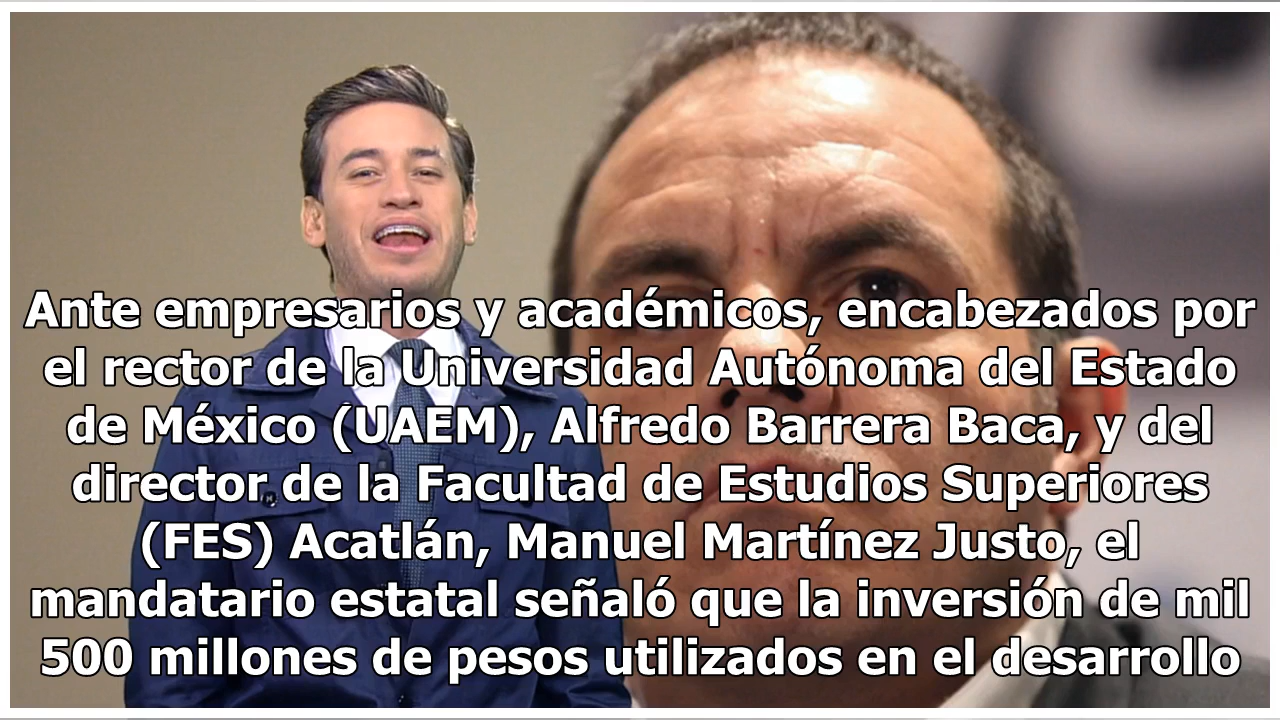 Ante empresarios y académicos, encabezados por
el rector de la Universidad Autónoma del Estado
de México (UAEM), Alfredo Barrera Baca, y del
director de la Facultad de Estudios Superiores
(FES) Acatlán, Manuel Martínez Justo, el
mandatario estatal señaló que la inversión de mil
500 millones de pesos utilizados en el desarrollo